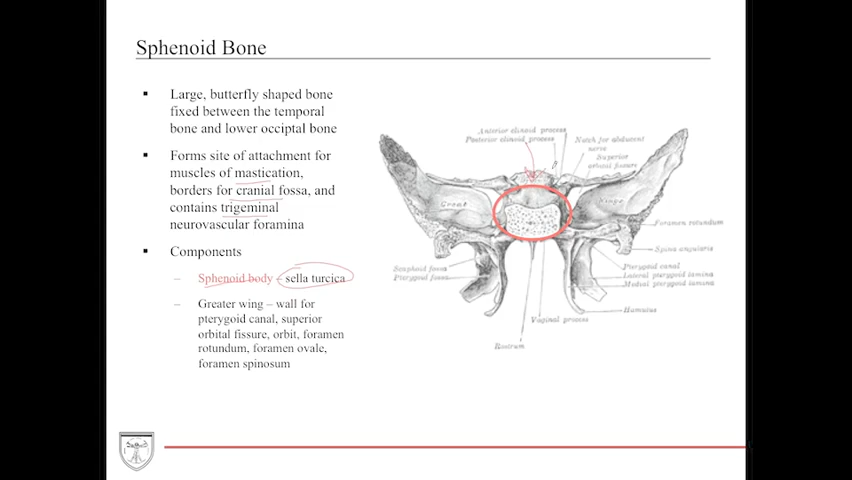 Sphenoid Bone
Large, butterfly shaped bone
fixed between the temporal
bone and lower occiptal bone
Forms site of attachment for
muscles of mastication,
borders for cranial fossa, and
contains trigeminal
neurovascular foramina
Components
– Sphenoid body – sella turcica
– Greater wing – wall for
pterygoid canal, superior
orbital fissure, orbit, foramen
rotundum, foramen ovale,
foramen spinosum
Anterior clinoid process
Posterior clinoid process
Notch for abducent
nerve
Superior
orbital fissure
Great
Wings
Foramen rotundum
Spina angularis
Scaphoid fossa
Pterygoid fossa
Pterygoid canal
Lateral pterygoid lamina
Medial pterygoid lamina
Hamulus
Vaginal process
Rostrum